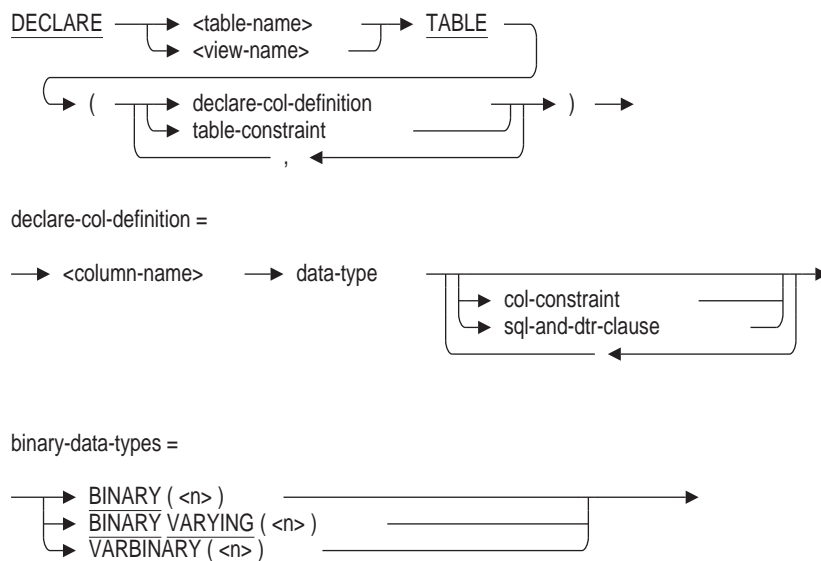 DECLARE <table-name> TABLE
<view-name>
( declare-col-definition )
table-constraint
,
declare-col-definition =
<column-name> data-type
col-constraint
sql-and-dtr-clause
binary-data-types =
BINARY ( <n> )
BINARY VARYING ( <n> )
VARBINARY ( <n> )